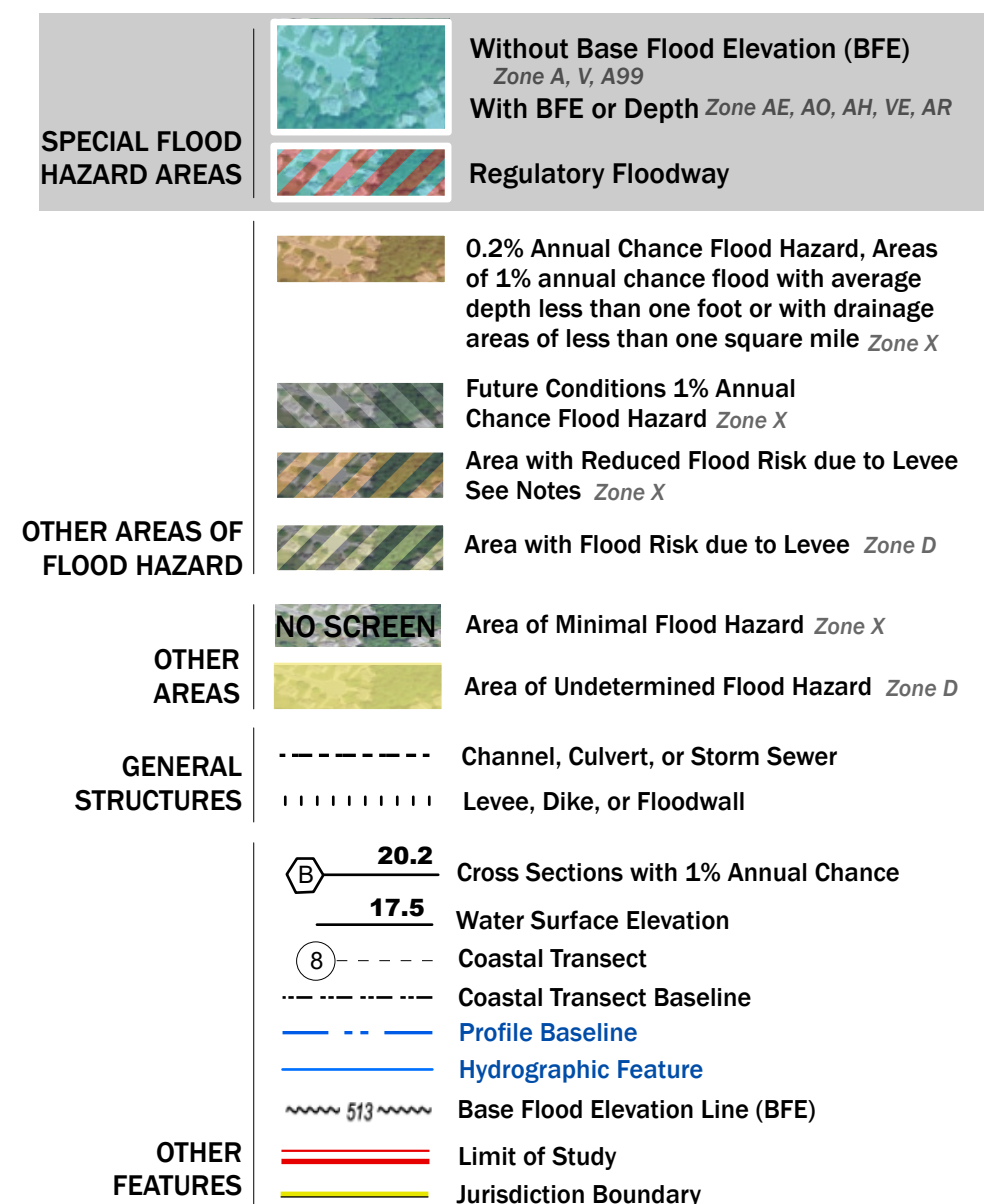 SPECIAL FLOOD
HAZARD AREAS
Without Base Flood Elevation (BFE)
Zone A, V, A99
With BFE or Depth Zone AE, AO, AH, VE, AR
Regulatory Floodway
OTHER AREAS OF
FLOOD HAZARD
0.2% Annual Chance Flood Hazard, Areas
of 1% annual chance flood with average
depth less than one foot or with drainage
areas of less than one square mile Zone X
Future Conditions 1% Annual
Chance Flood Hazard Zone X
Area with Reduced Flood Risk due to Levee
See Notes Zone X
Area with Flood Risk due to Levee Zone D
OTHER
AREAS
NO SCREEN Area of Minimal Flood Hazard Zone X
Area of Undetermined Flood Hazard Zone D
GENERAL
STRUCTURES
Channel, Culvert, or Storm Sewer
Levee, Dike, or Floodwall
OTHER
FEATURES
B 20.2 Cross Sections with 1% Annual Chance
17.5 Water Surface Elevation
8 Coastal Transect
Coastal Transect Baseline
Profile Baseline
Hydrographic Feature
513 Base Flood Elevation Line (BFE)
Limit of Study
Jurisdiction Boundary